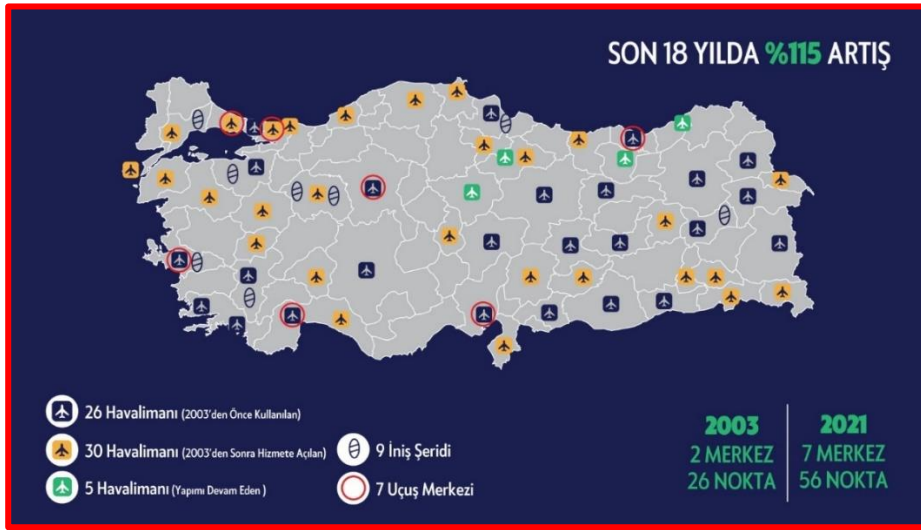 SON 18 YILDA %115 ARTIŞ
26 Havalimanı (2003'den Önce Kullanılan)
30 Havalimanı (2003'den Sonra Hizmete Açılan)
5 Havalimanı (Yapımı Devam Eden )
9 İniş Şeridi
7 Uçuş Merkezi
2003
2 MERKEZ
26 NOKTA
2021
7 MERKEZ
56 NOKTA